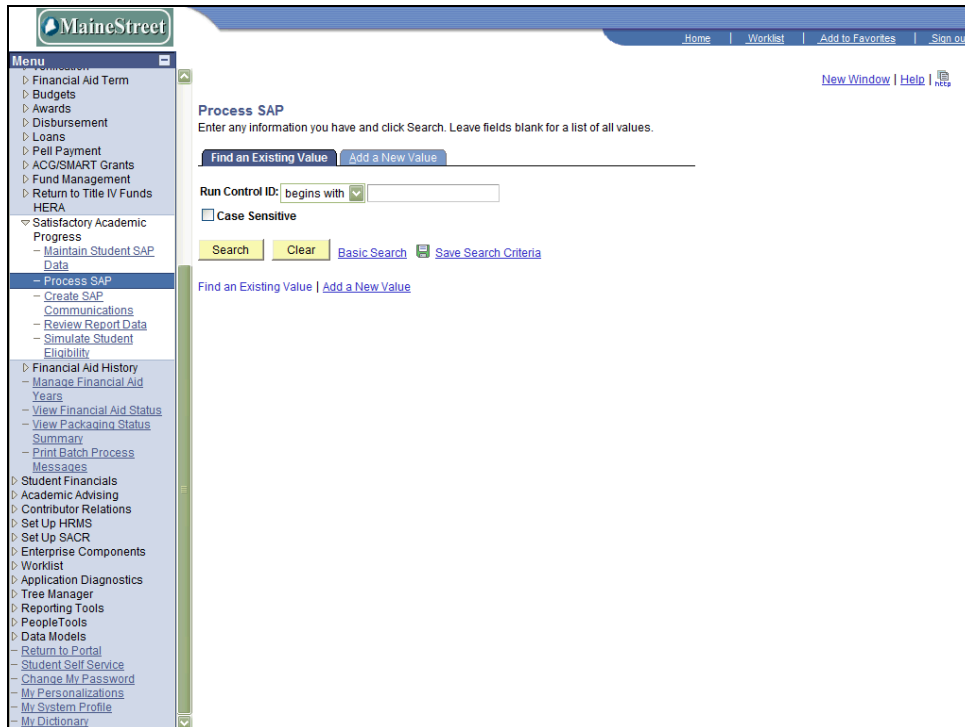 MaineStreet
Home | Worklist | Add to Favorites | Sign ou
Menu
Financial Aid Term
Budgets
Awards
Disbursement
Loans
Pell Payment
ACG/SMART Grants
Fund Management
Return to Title IV Funds
HERA
Satisfactory Academic
Progress
Maintain Student SAP
Data
Process SAP
Create SAP
Communications
Review Report Data
Simulate Student
Eligibility
Financial Aid History
Manage Financial Aid
Years
View Financial Aid Status
View Packaging Status
Summary
Print Batch Process
Messages
Student Financials
Academic Advising
Contributor Relations
Set Up HRMS
Set Up SACR
Enterprise Components
Worklist
Application Diagnostics
Tree Manager
Reporting Tools
PeopleTools
Data Models
Return to Portal
Student Self Service
Change My Password
My Personalizations
My System Profile
My Dictionary
New Window | Help | http
Process SAP
Enter any information you have and click Search. Leave fields blank for a list of all values.
Find an Existing Value Add a New Value
Run Control ID: begins with
Case Sensitive
Search Clear Basic Search Save Search Criteria
Find an Existing Value | Add a New Value